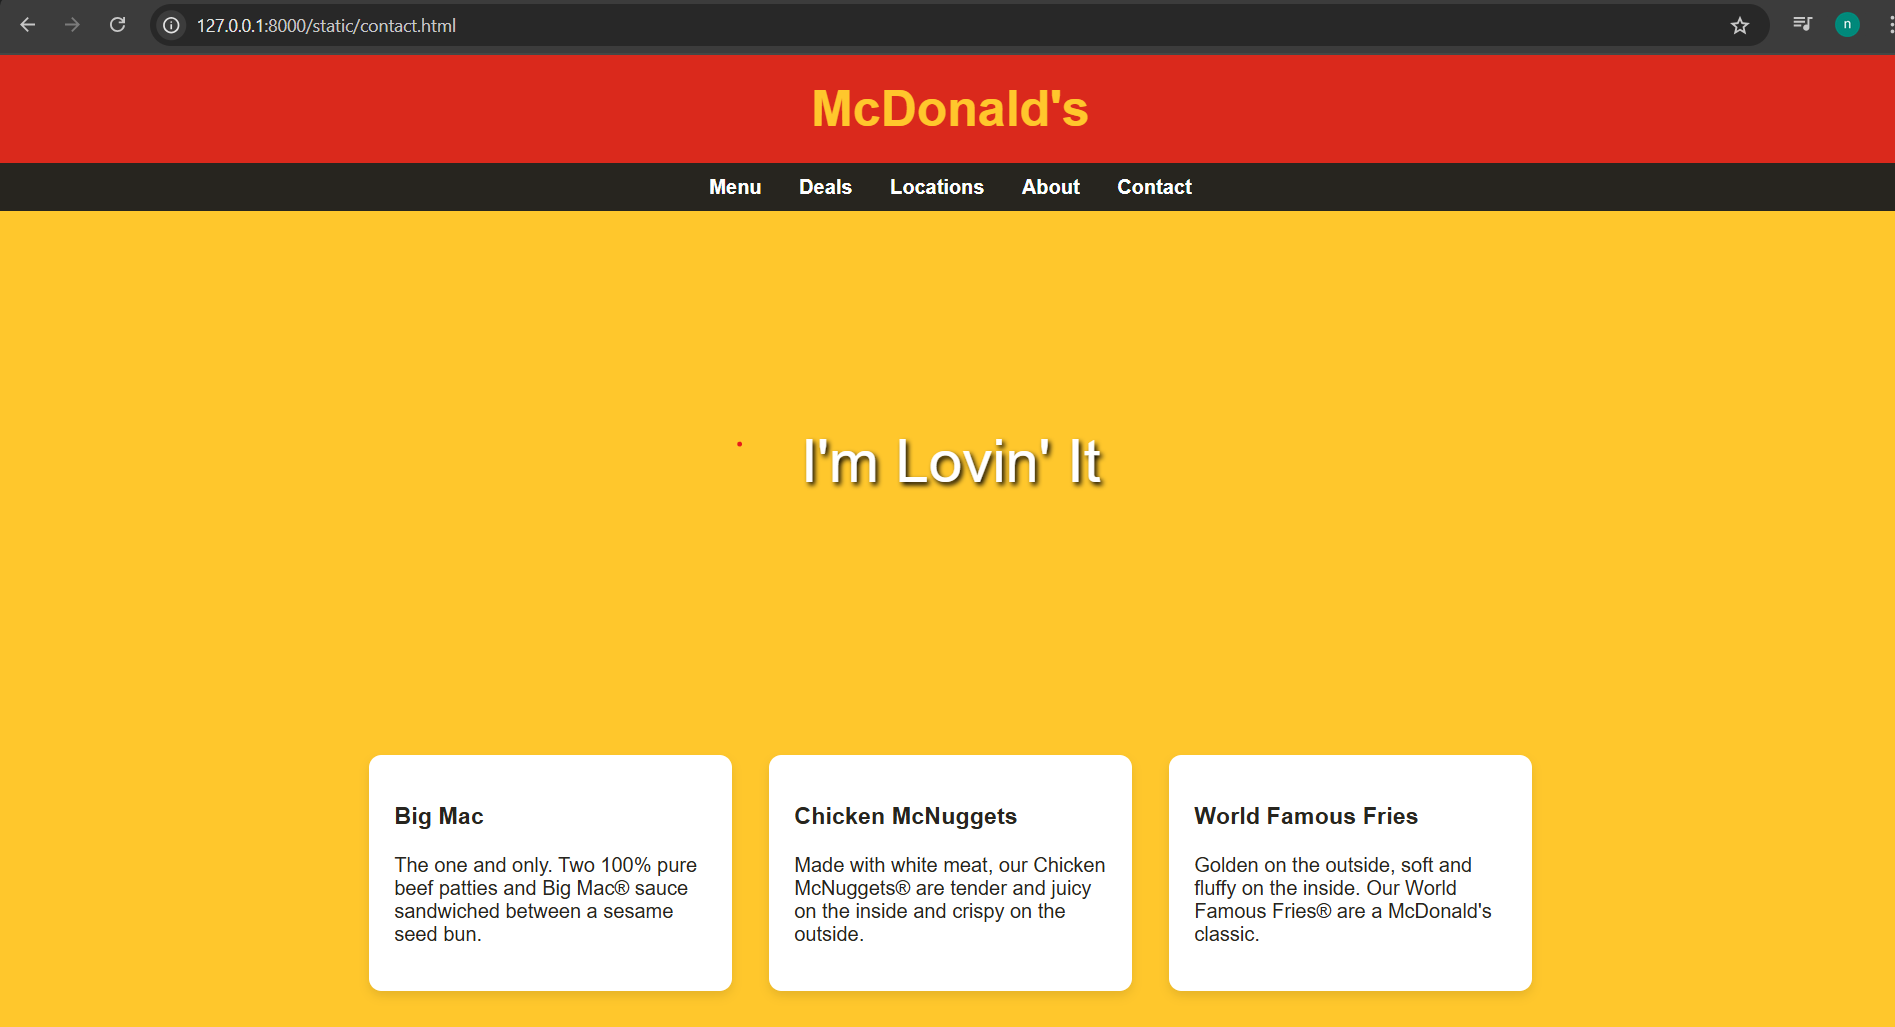 127.0.0.1:8000/static/contact.html
n
McDonald's
Menu Deals Locations About Contact
I'm Lovin' It
Big Mac
The one and only. Two 100% pure
beef patties and Big Mac® sauce
sandwiched between a sesame
seed bun.
Chicken McNuggets
Made with white meat, our Chicken
McNuggets® are tender and juicy
on the inside and crispy on the
outside.
World Famous Fries
Golden on the outside, soft and
fluffy on the inside. Our World
Famous Fries® are a McDonald's
classic.